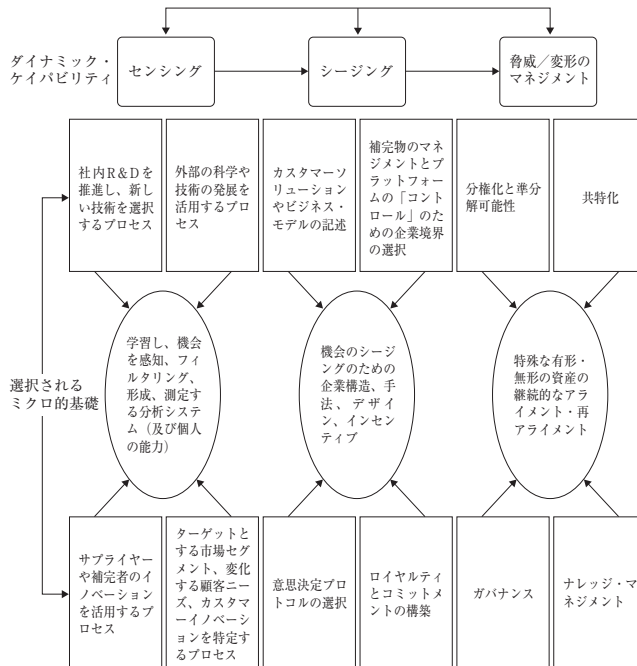 ダイナミック・
ケイパビリティ
センシング
シージング
脅威／変形の
マネジメント
社内R＆Dを
推進し、新し
い技術を選択
するプロセス
外部の科学や
技術の発展を
活用するプロ
セス
カスタマーソ
リューション
やビジネス・
モデルの記述
補完物のマネ
ジメントとプ
ラットフォー
ムの「コント
ロール」のた
めの企業境界
の選択
分権化と準分
解可能性
共特化
選択される
ミクロ的基礎
学習し、機会
を感知、フィ
ルタリング、
形成、測定す
る分析システ
ム（及び個人
の能力）
機会のシージ
ングのための
企業構造、手
法、デザイ
ン、インセン
ティブ
特殊な有形・
無形の資産の
継続的なアラ
イメント・再
アライメント
サプライヤー
や補完者のイノ
ベーション
を活用するプ
ロセス
ターゲットと
する市場セグ
メント、変化
する顧客ニー
ズ、カスタマ
ーイノベーシ
ョンを特定す
るプロセス
意思決定プロ
トコルの選択
ロイヤルティ
とコミットメ
ントの構築
ガバナンス
ナレッジ・マ
ネジメント